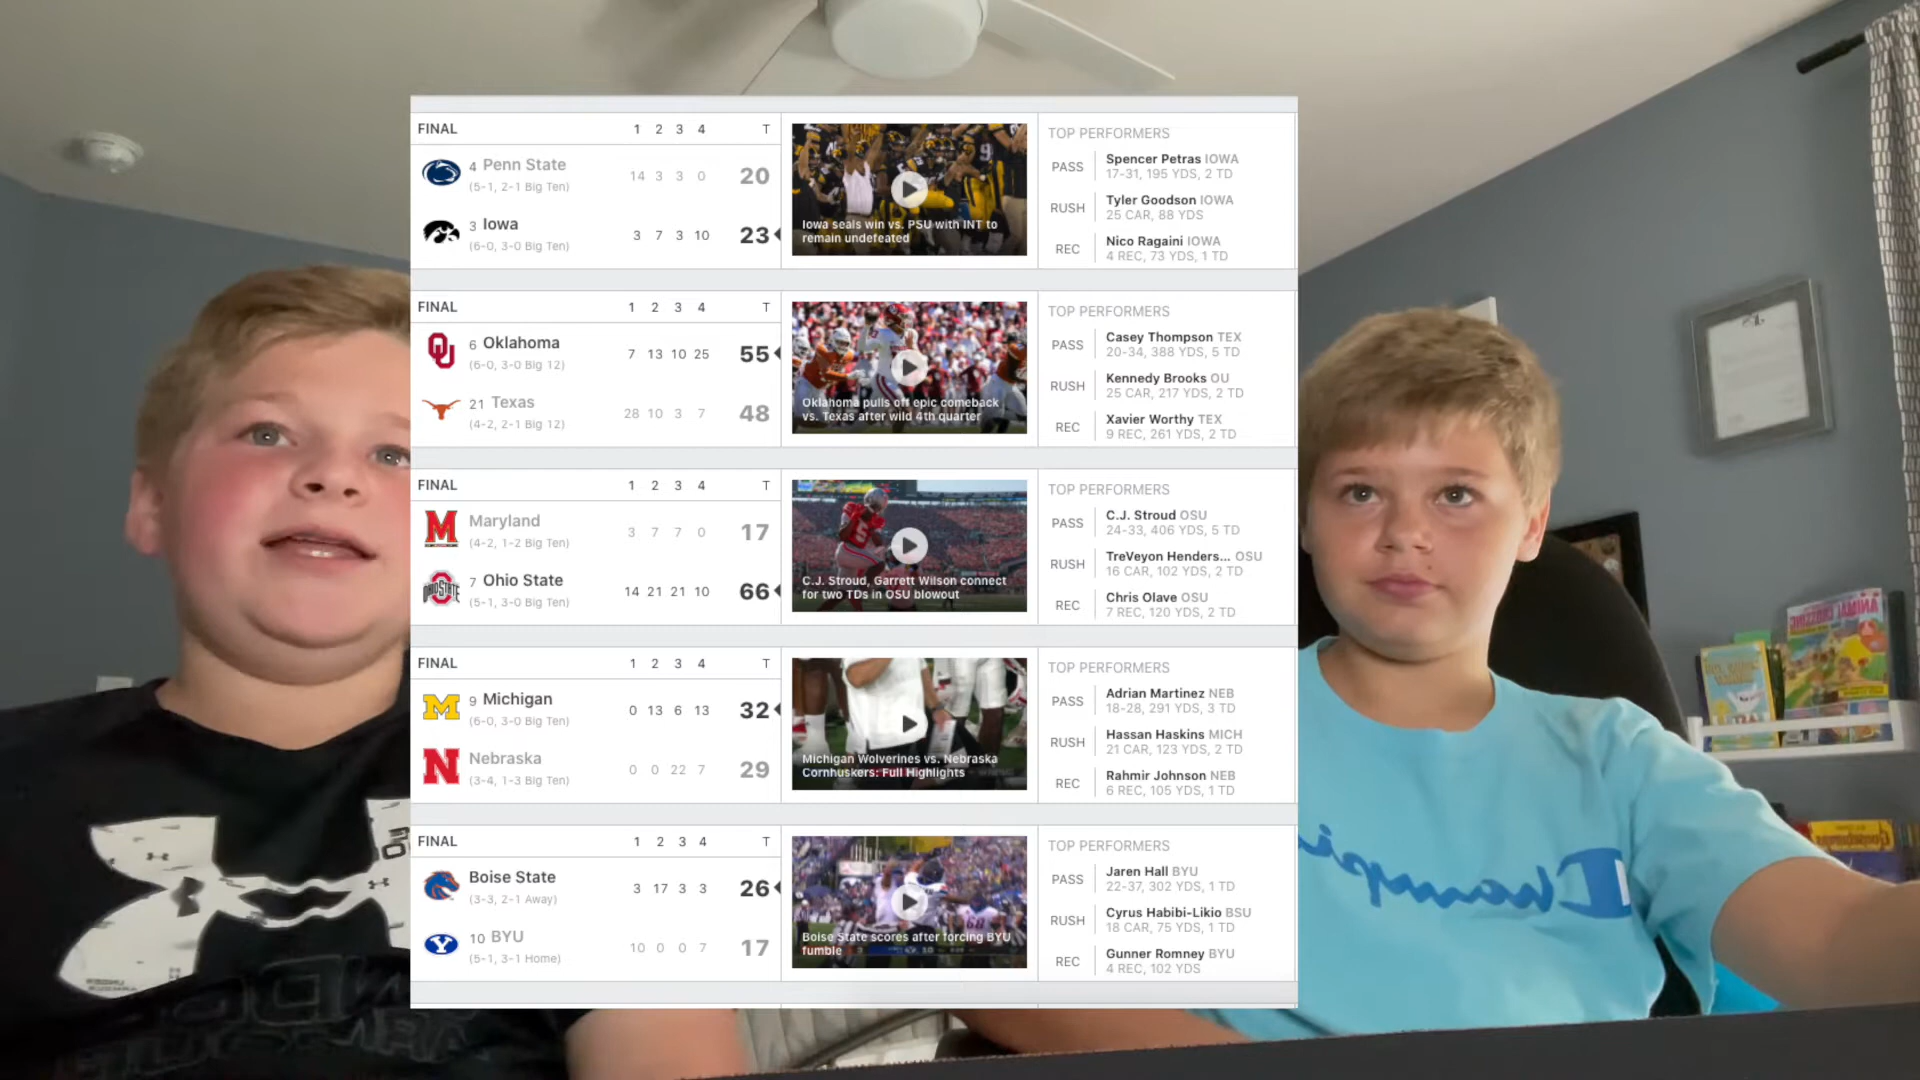 FINAL 1 2 3 4 T
4 Penn State 14 3 3 0 20
(5-1, 2-1 Big Ten)
3 Iowa 3 7 3 10 23
(6-0, 3-0 Big Ten)
Iowa seals win vs. PSU with INT to
remain undefeated
TOP PERFORMERS
PASS Spencer Petras IOWA
17-31, 195 YDS, 2 TD
RUSH Tyler Goodson IOWA
25 CAR, 88 YDS
REC Nico Ragaini IOWA
4 REC, 73 YDS, 1 TD
FINAL 1 2 3 4 T
6 Oklahoma 7 13 10 25 55
(6-0, 3-0 Big 12)
21 Texas 28 10 3 7 48
(4-2, 2-1 Big 12)
Oklahoma pulls off epic comeback
vs. Texas after wild 4th quarter
TOP PERFORMERS
PASS Casey Thompson TEX
20-34, 388 YDS, 5 TD
RUSH Kennedy Brooks OU
25 CAR, 217 YDS, 2 TD
REC Xavier Worthy TEX
9 REC, 261 YDS, 2 TD
FINAL 1 2 3 4 T
Maryland 3 7 7 0 17
(4-2, 1-2 Big Ten)
7 Ohio State 14 21 21 10 66
(5-1, 3-0 Big Ten)
C.J. Stroud, Garrett Wilson connect
for two TDs in OSU blowout
TOP PERFORMERS
PASS C.J. Stroud OSU
24-33, 406 YDS, 5 TD
RUSH TreVeyon Henders... OSU
16 CAR, 102 YDS, 2 TD
REC Chris Olave OSU
7 REC, 120 YDS, 2 TD
FINAL 1 2 3 4 T
9 Michigan 0 13 6 13 32
(6-0, 3-0 Big Ten)
Nebraska 0 0 22 7 29
(3-4, 1-3 Big Ten)
Michigan Wolverines vs. Nebraska
Cornhuskers: Full Highlights
TOP PERFORMERS
PASS Adrian Martinez NEB
18-28, 291 YDS, 3 TD
RUSH Hassan Haskins MICH
21 CAR, 123 YDS, 2 TD
REC Rahmir Johnson NEB
6 REC, 105 YDS, 1 TD
FINAL 1 2 3 4 T
Boise State 3 17 3 3 26
(3-3, 2-1 Away)
10 BYU 10 0 0 7 17
(5-1, 3-1 Home)
Boise State scores after forcing BYU
fumble
TOP PERFORMERS
PASS Jaren Hall BYU
22-37, 302 YDS, 1 TD
RUSH Cyrus Habibi-Likio BSU
18 CAR, 75 YDS, 1 TD
REC Gunner Romney BYU
4 REC, 102 YDS
ANIMAL CROSSING